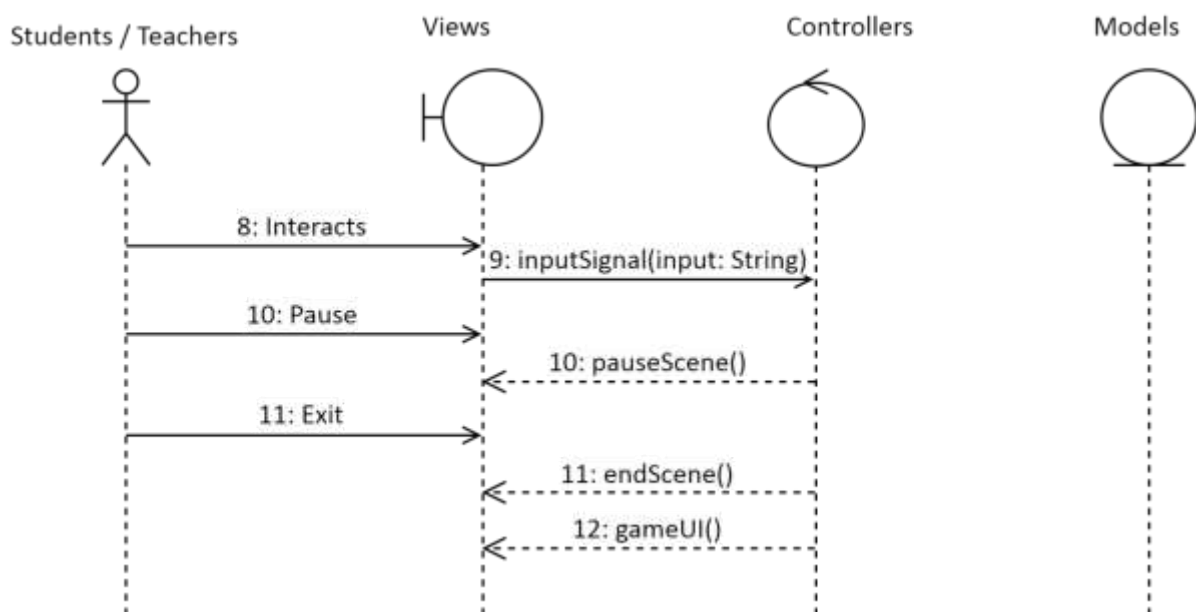 Students / Teachers
Views
Controllers
Models
8: Interacts
9: inputSignal(input: String)
10: Pause
10: pauseScene()
11: Exit
11: endScene()
12: gameUI()